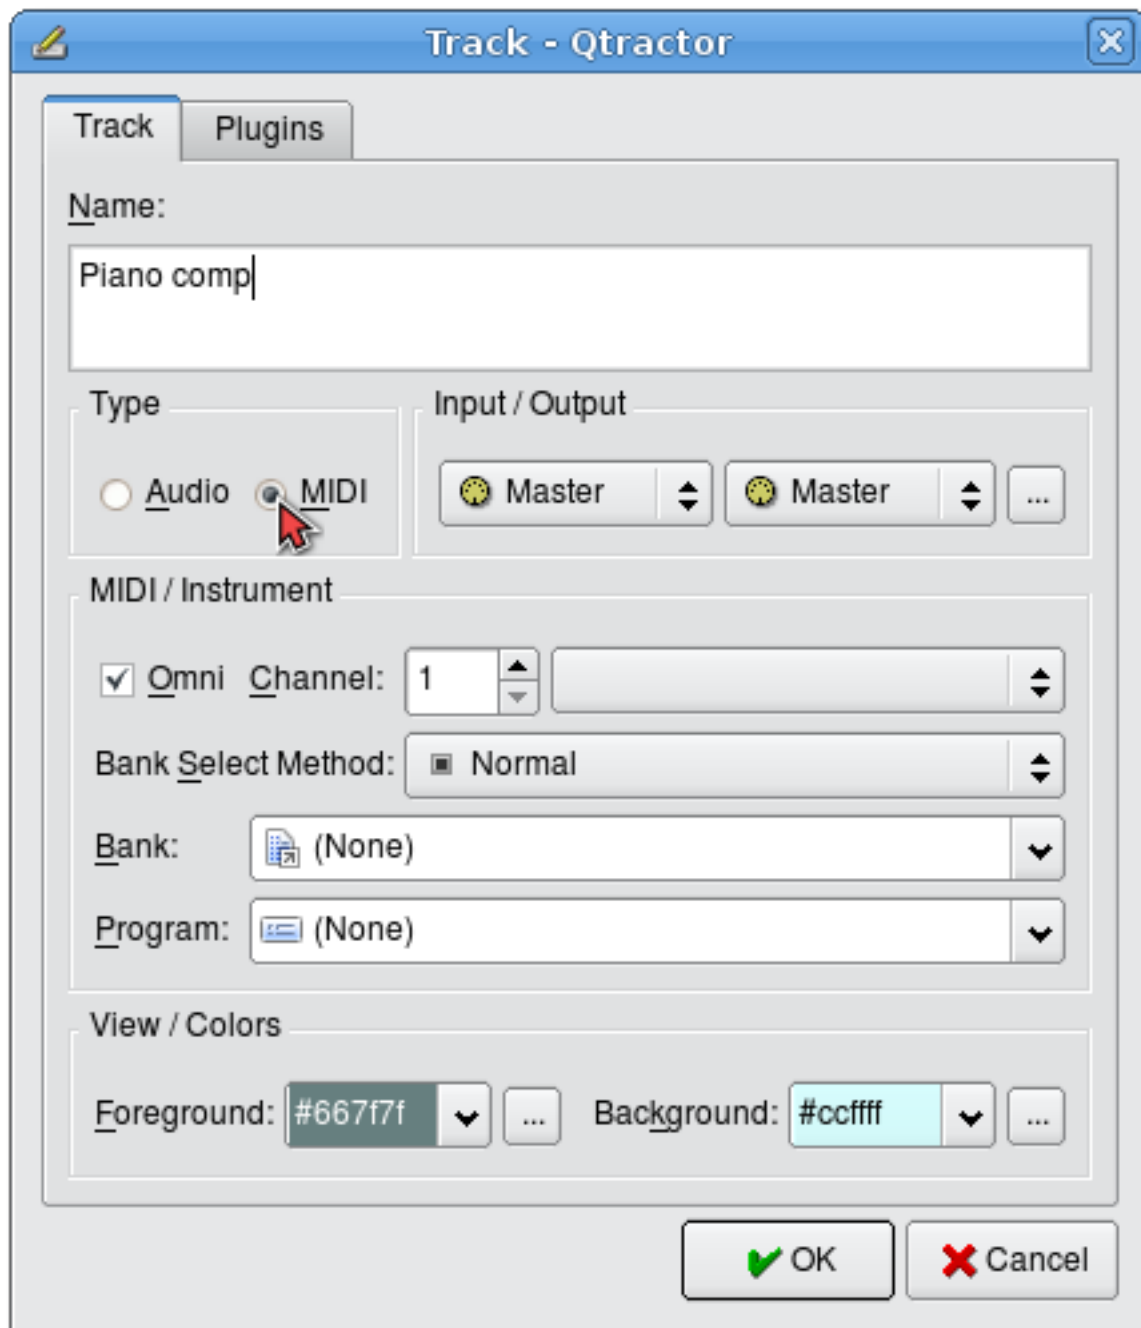 Track - Qtractor
Track Plugins
Name:
Piano comp
Type Input / Output
Audio MIDI Master Master ...
MIDI / Instrument
Omni Channel: 1
Bank Select Method: Normal
Bank: (None)
Program: (None)
View / Colors
Foreground: #667f7f ... Background: #ccffff ...
OK Cancel